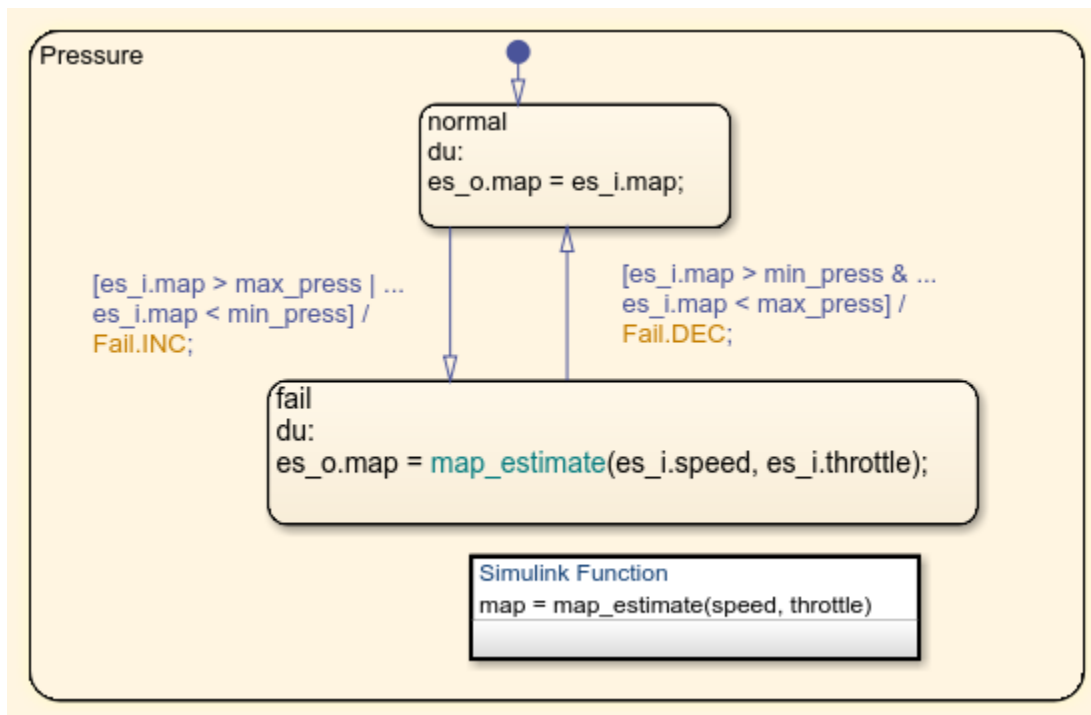 Pressure
normal
du:
es_o.map = es_i.map;
[es_i.map > max_press | ...
es_i.map < min_press] /
Fail.INC;
[es_i.map > min_press & ...
es_i.map < max_press] /
Fail.DEC;
fail
du:
es_o.map = map_estimate(es_i.speed, es_i.throttle);
Simulink Function
map = map_estimate(speed, throttle)